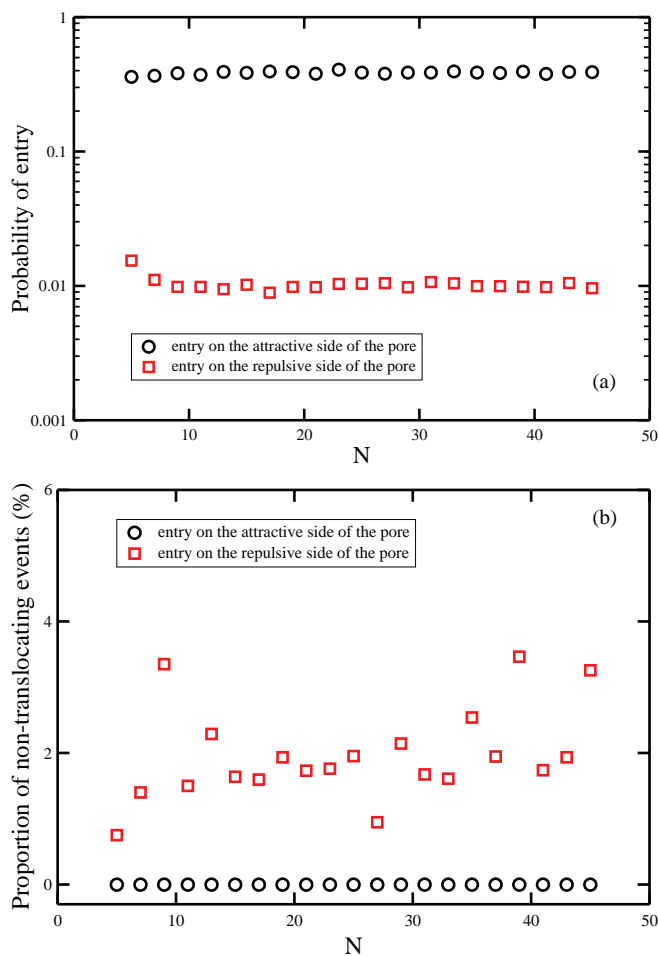 1
0.1
0.01
0.001
Probability of entry
entry on the attractive side of the pore
entry on the repulsive side of the pore
(a)
0 10 20 30 40 50
N
6
4
2
0
Proportion of non-translocating events (%)
entry on the attractive side of the pore
entry on the repulsive side of the pore
(b)
0 10 20 30 40 50
N